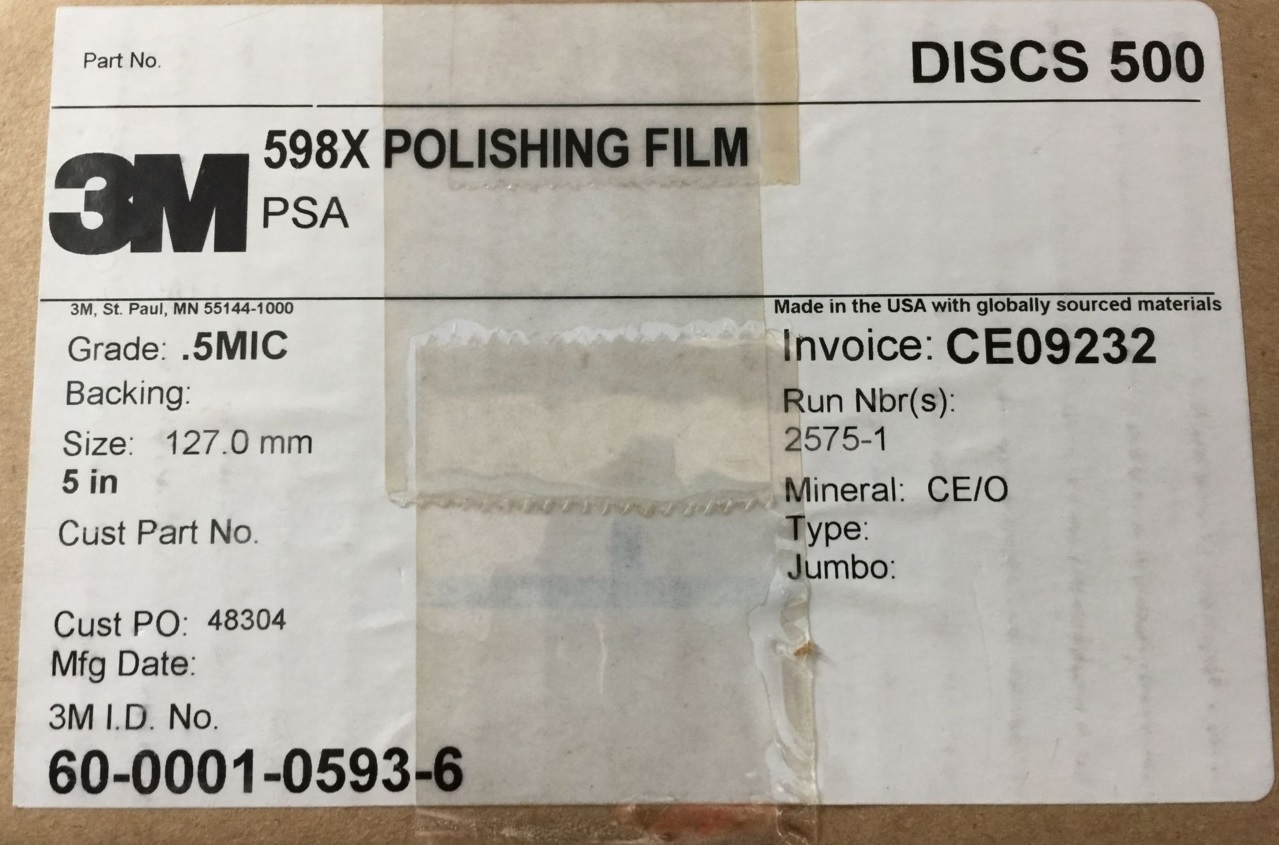 Part No.
DISCS 500
3M
598X POLISHING FILM
PSA
3M, St. Paul, MN 55144-1000
Made in the USA with globally sourced materials
Grade: .5MIC
Backing:
Size: 127.0 mm
5 in
Cust Part No.
Cust PO: 48304
Mfg Date:
3M I.D. No.
60-0001-0593-6
Invoice: CE09232
Run Nbr(s):
2575-1
Mineral: CE/O
Type:
Jumbo: